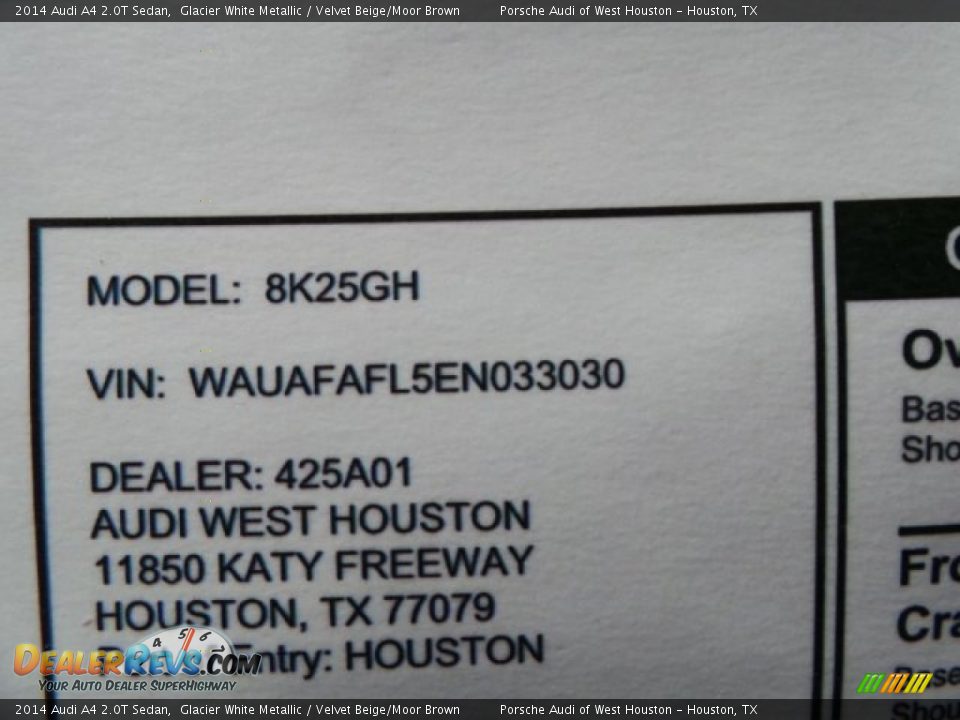 2014 Audi A4 2.0T Sedan, Glacier White Metallic / Velvet Beige/Moor Brown Porsche Audi of West Houston - Houston, TX
MODEL: 8K25GH
VIN: WAUAFAFL5EN033030
DEALER: 425A01
AUDI WEST HOUSTON
11850 KATY FREEWAY
HOUSTON, TX 77079
HOUSTON
Ov
Bas
Sho
Fro
Cra
DEALERREVS.COM
YOUR AUTO DEALER SUPERHIGHWAY
2014 Audi A4 2.0T Sedan, Glacier White Metallic / Velvet Beige/Moor Brown Porsche Audi of West Houston - Houston, TX